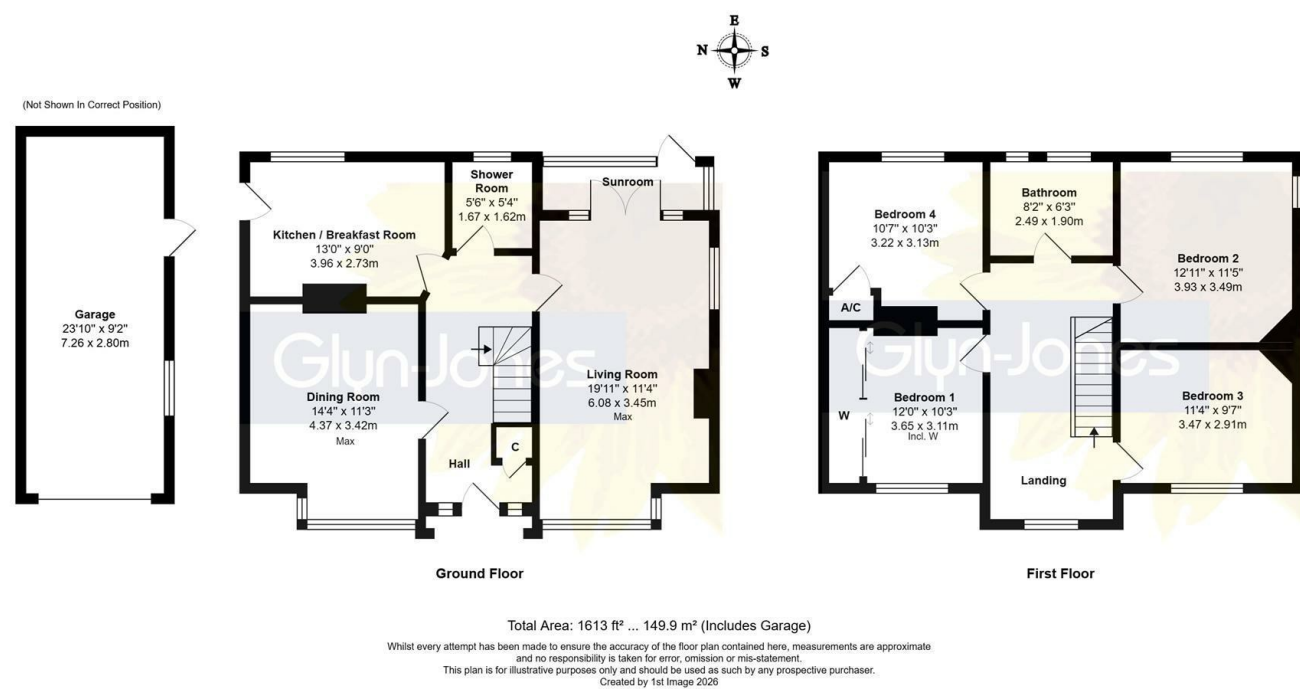 E
N S
W
(Not Shown In Correct Position)
Garage
23'10" x 9'2"
7.26 x 2.80m
Kitchen / Breakfast Room
13'0" x 9'0"
3.96 x 2.73m
Shower
Room
5'6" x 5'4"
1.67 x 1.62m
Sunroom
Dining Room
14'4" x 11'3"
4.37 x 3.42m
Max
Living Room
19'11" x 11'4"
6.08 x 3.45m
Max
Hall
C
Glyn-Jones
Ground Floor
Bedroom 4
10'7" x 10'3"
3.22 x 3.13m
A/C
Bathroom
8'2" x 6'3"
2.49 x 1.90m
Bedroom 2
12'11" x 11'5"
3.93 x 3.49m
W
Bedroom 1
12'0" x 10'3"
3.65 x 3.11m
Incl. W
Bedroom 3
11'4" x 9'7"
3.47 x 2.91m
Landing
Glyn-Jones
First Floor
Total Area: 1613 ft² ... 149.9 m² (Includes Garage)
Whilst every attempt has been made to ensure the accuracy of the floor plan contained here, measurements are approximate
and no responsibility is taken for error, omission or mis-statement.
This plan is for illustrative purposes only and should be used as such by any prospective purchaser.
Created by 1st Image 2026